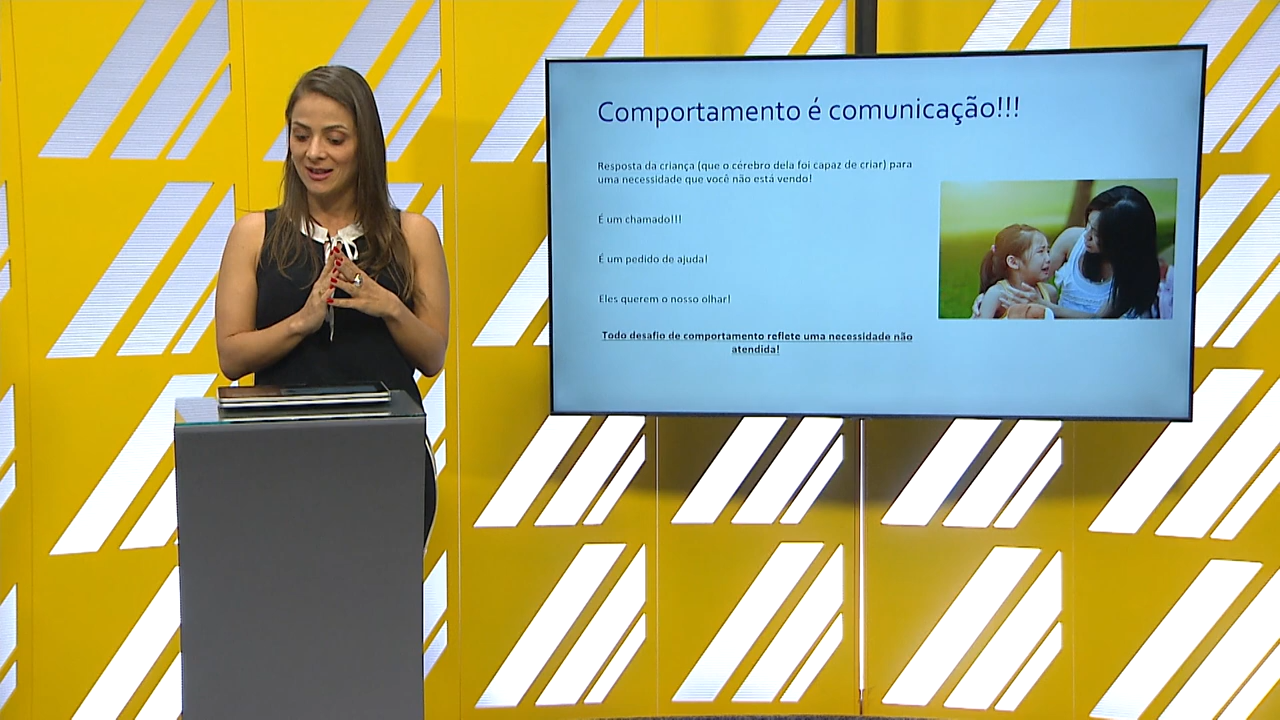 Comportamento é comunicação!!!
Resposta da criança (que o cérebro dela foi capaz de criar) para
uma necessidade que você não está vendo!
É um chamado!!!
É um pedido de ajuda!
Eles querem o nosso olhar!
Todo desafio de comportamento reflete uma necessidade não
atendida!